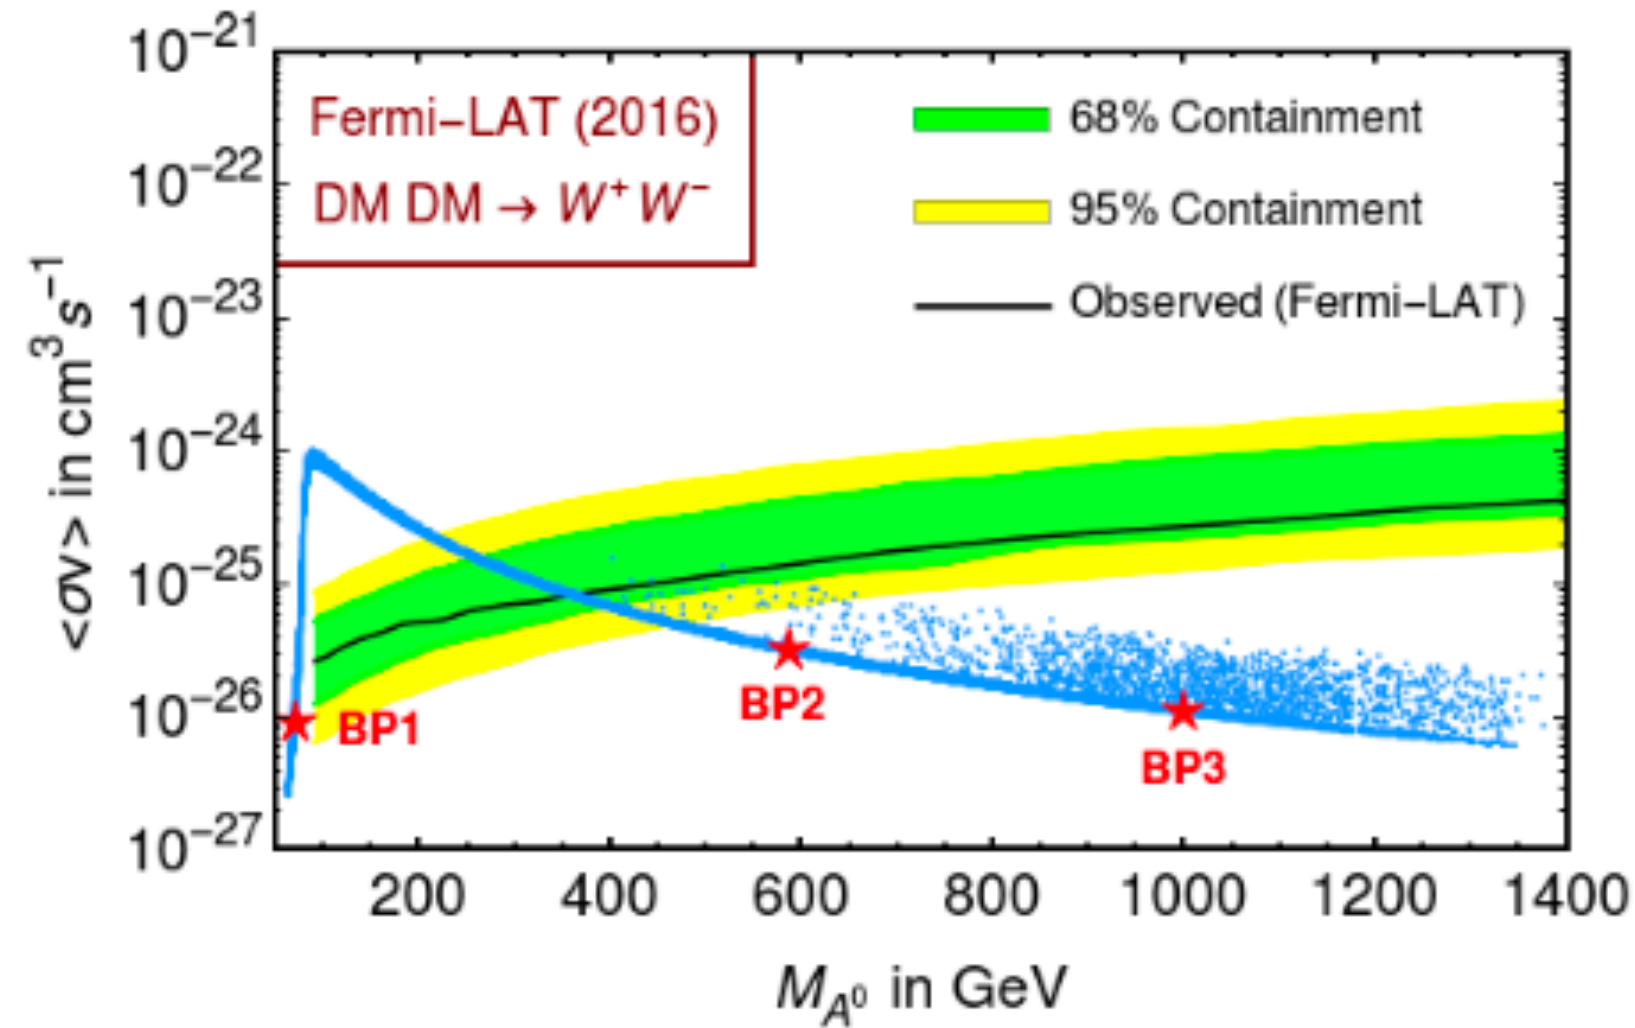 10⁻²¹
10⁻²²
10⁻²³
10⁻²⁴
10⁻²⁵
10⁻²⁶
10⁻²⁷
<σv> in cm³ s⁻¹
Fermi−LAT (2016)
DM DM → W⁺ W⁻
68% Containment
95% Containment
Observed (Fermi−LAT)
BP1
BP2
BP3
200 400 600 800 1000 1200 1400
M_A⁰ in GeV